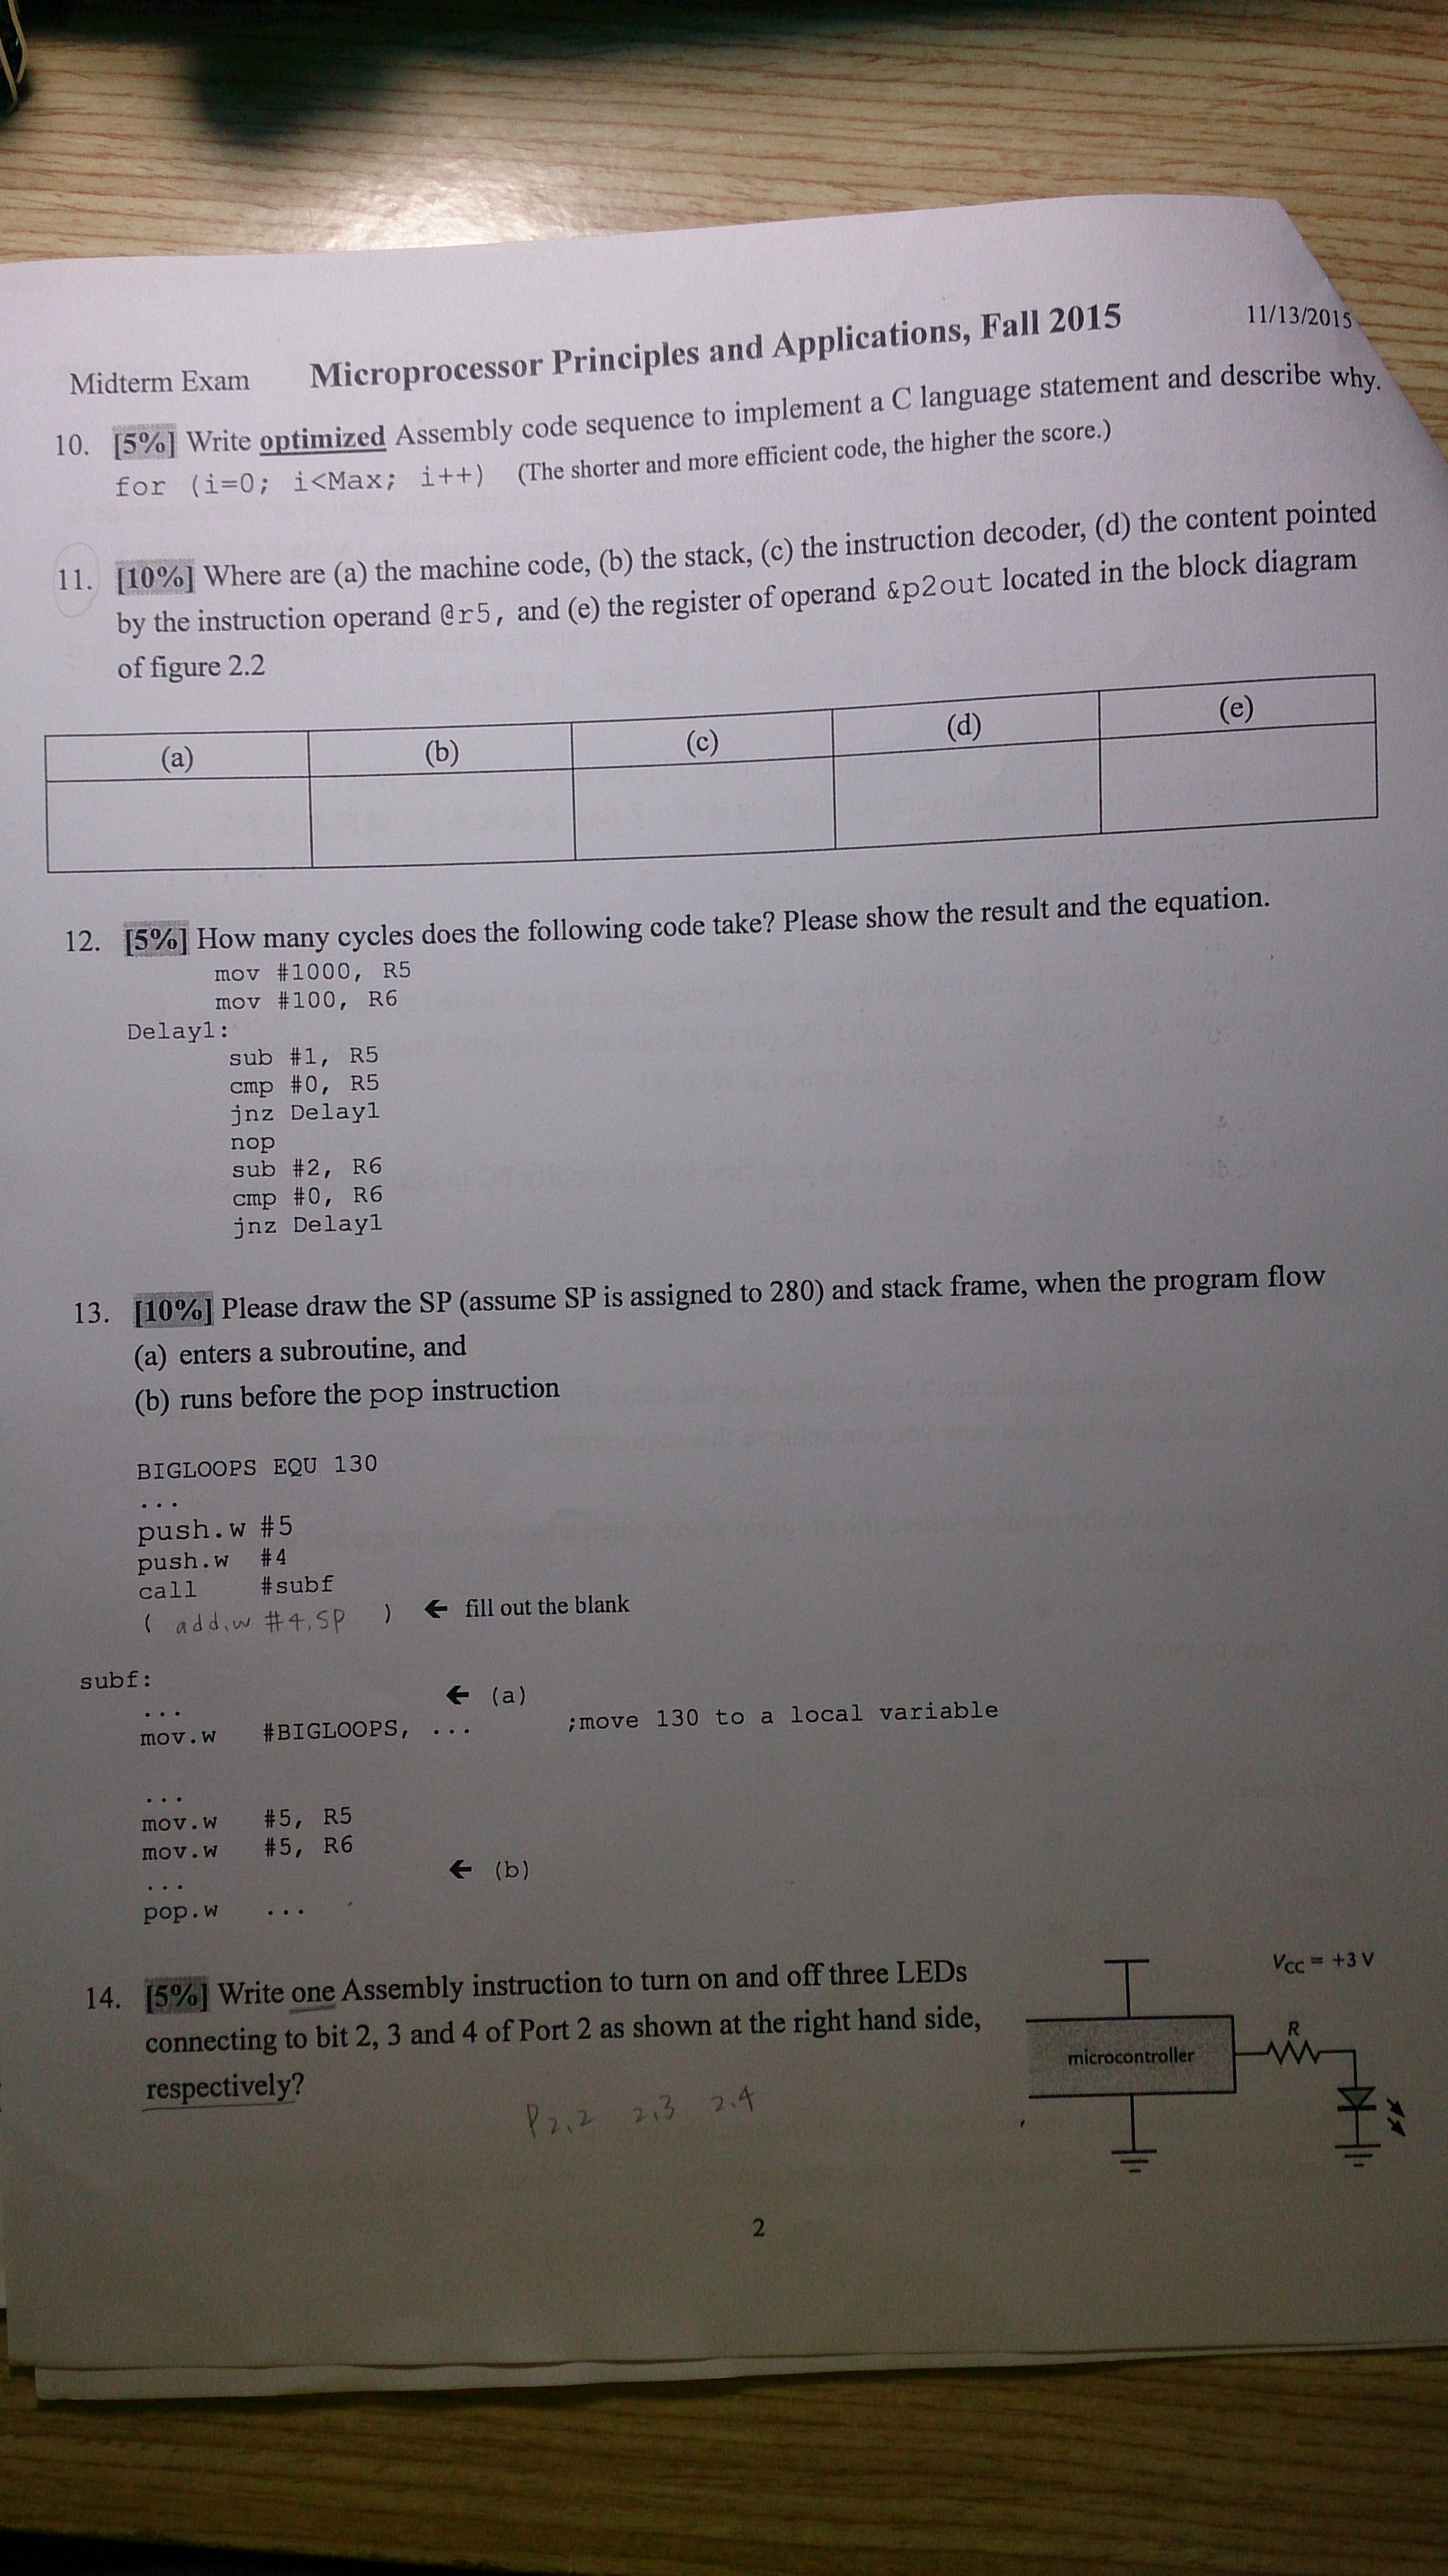 Midterm Exam Microprocessor Principles and Applications, Fall 2015 11/13/2015
10. [5%] Write optimized Assembly code sequence to implement a C language statement and describe why.
for (i=0; i<Max; i++) (The shorter and more efficient code, the higher the score.)
11. [10%] Where are (a) the machine code, (b) the stack, (c) the instruction decoder, (d) the content pointed
by the instruction operand @r5, and (e) the register of operand &p2out located in the block diagram
of figure 2.2
(a) (b) (c) (d) (e)
12. [5%] How many cycles does the following code take? Please show the result and the equation.
mov #1000, R5
mov #100, R6
Delay1:
sub #1, R5
cmp #0, R5
jnz Delay1
nop
sub #2, R6
cmp #0, R6
jnz Delay1
13. [10%] Please draw the SP (assume SP is assigned to 280) and stack frame, when the program flow
(a) enters a subroutine, and
(b) runs before the pop instruction
BIGLOOPS EQU 130
...
push.w #5
push.w #4
call #subf
( add.w #4,SP ) ← fill out the blank
subf:
... ← (a)
mov.w #BIGLOOPS, ... ;move 130 to a local variable
...
mov.w #5, R5
mov.w #5, R6
... ← (b)
pop.w ...
14. [5%] Write one Assembly instruction to turn on and off three LEDs
connecting to bit 2, 3 and 4 of Port 2 as shown at the right hand side,
respectively?
P2.2 2.3 2.4
VCC = +3 V
R
microcontroller
2